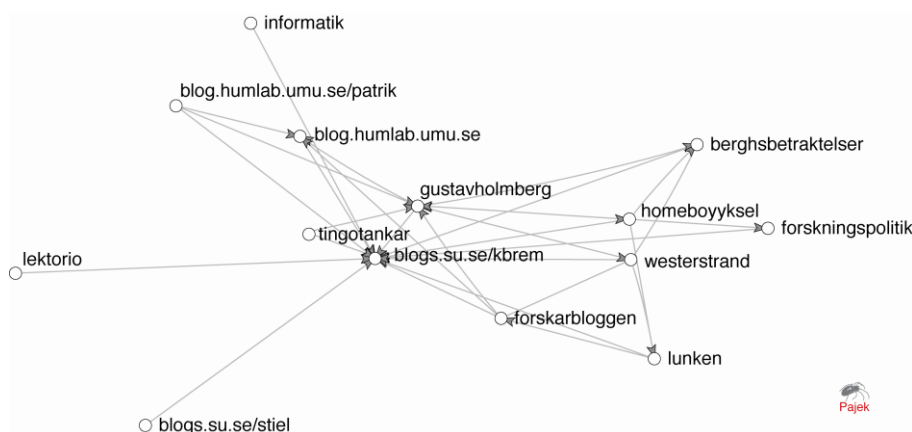 informatik
blog.humlab.umu.se/patrik
blog.humlab.umu.se
berghsbetraktelser
gustavholmberg
homeboyyksel
forskningspolitik
tingotankar
blogs.su.se/kbrem
westerstrand
lektorio
forskarbloggen
lunken
Pajek
blogs.su.se/stiel